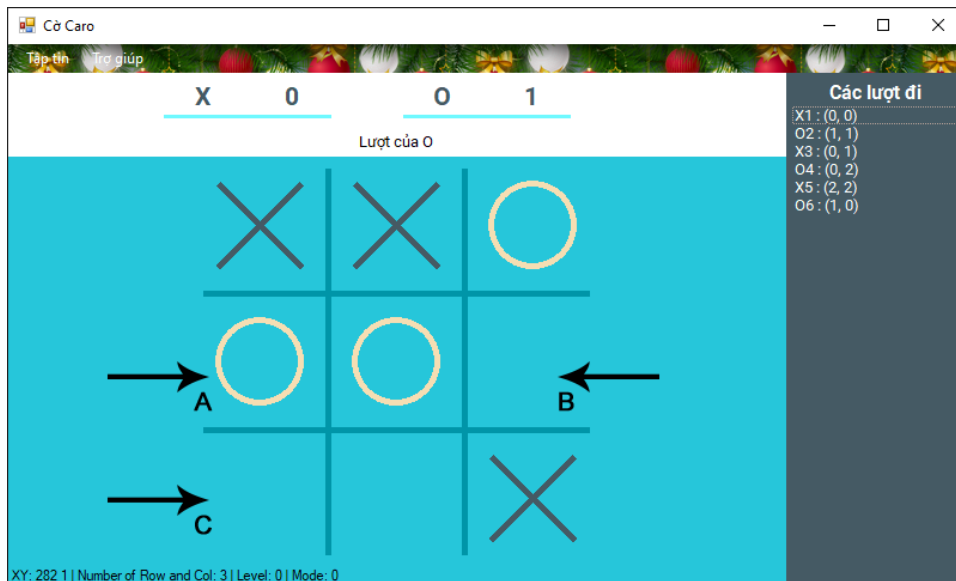 Cờ Caro
Tập tin Trợ giúp
X 0 O 1
Lượt của O
Các lượt đi
X1 : (0, 0)
O2 : (1, 1)
X3 : (0, 1)
O4 : (0, 2)
X5 : (2, 2)
O6 : (1, 0)
A
B
C
XY: 282 1 | Number of Row and Col: 3 | Level: 0 | Mode: 0